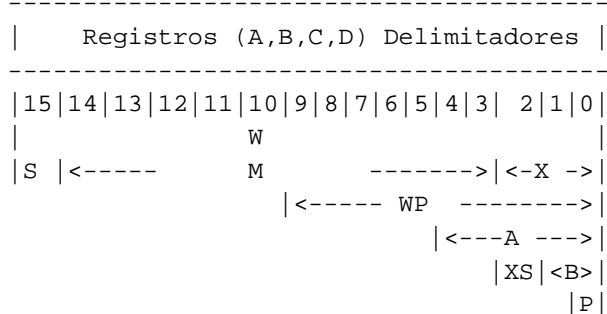 ----------------------------------------
|    Registros (A,B,C,D) Delimitadores |
----------------------------------------
|15|14|13|12|11|10|9|8|7|6|5|4|3| 2|1|0|
|               W                      |
|S |<-----      M       ------->|<-X ->|
                  |<----- WP  -------->|
                            |<---A --->|
                                |XS|<B>|
                                     |P|